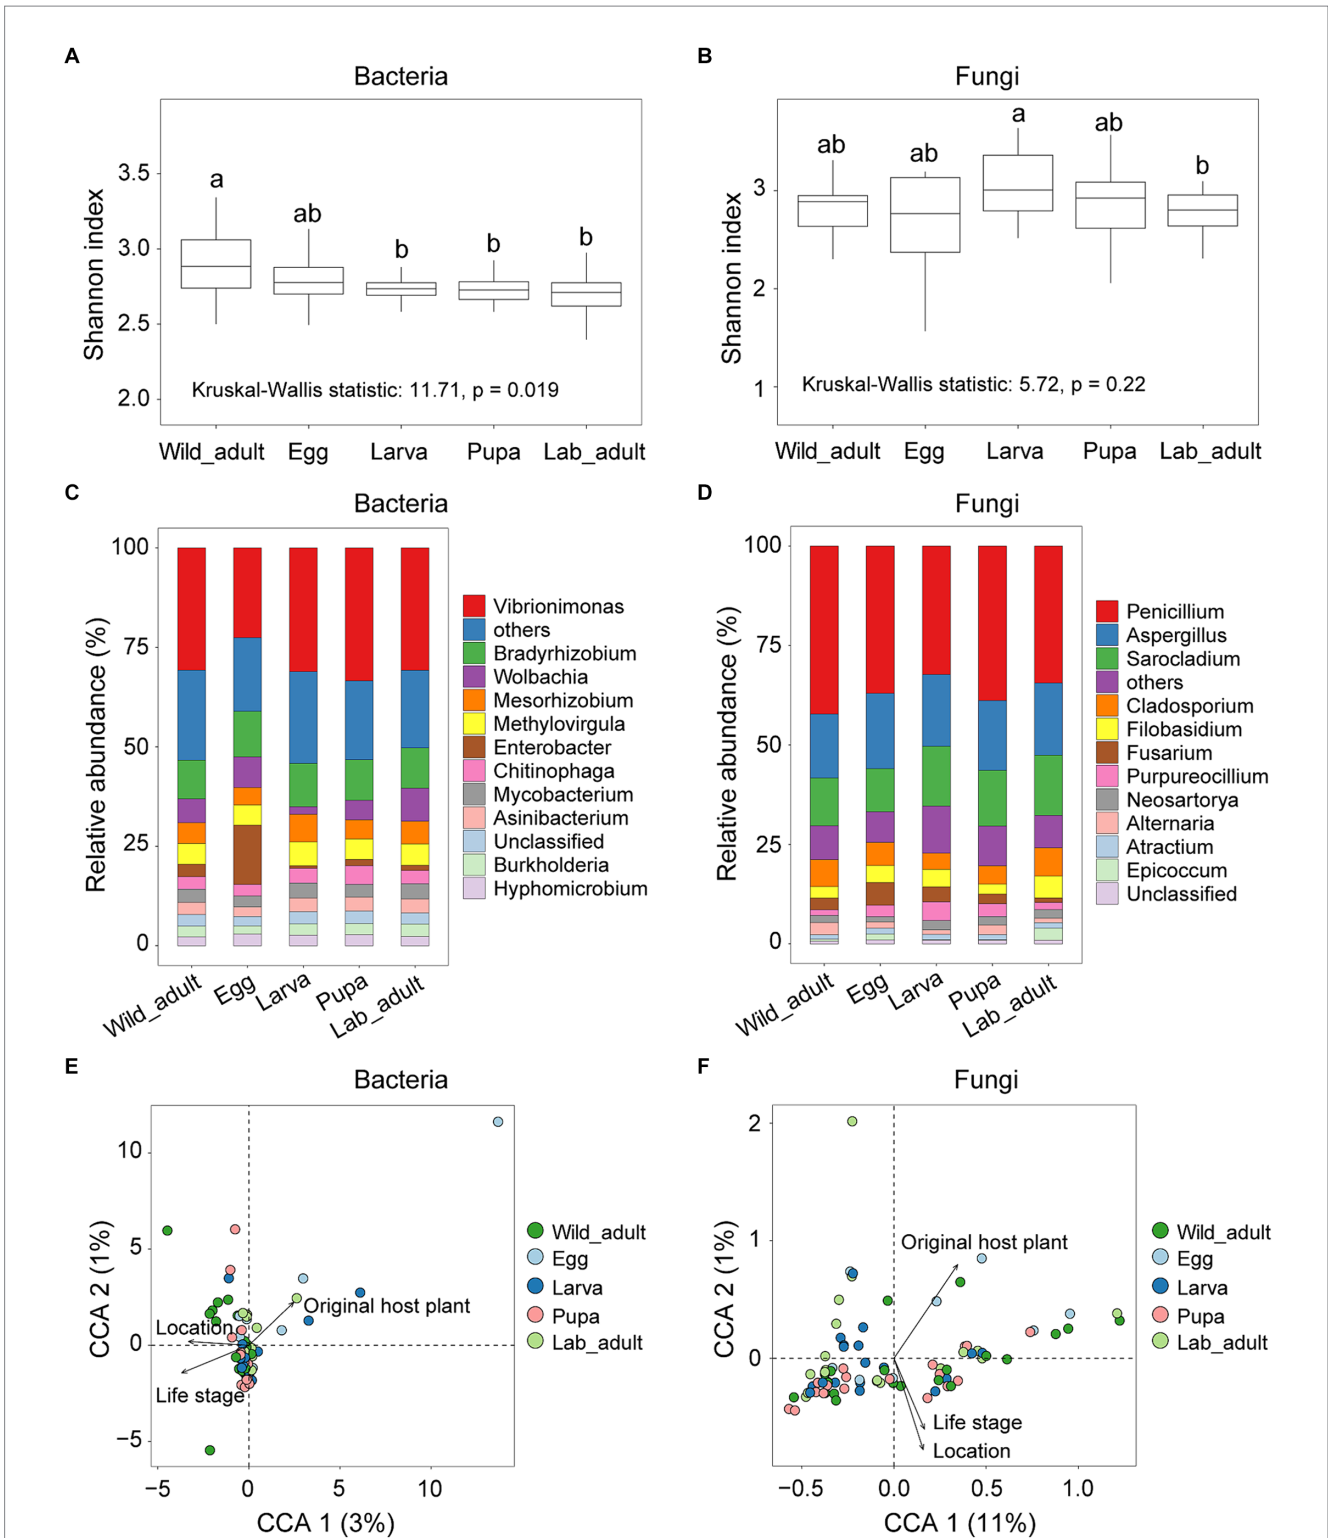 A
Bacteria
Shannon index
3.5
3.0
2.5
2.0
a
ab
b
b
b
Kruskal-Wallis statistic: 11.71, p = 0.019
Wild_adult
Egg
Larva
Pupa
Lab_adult
B
Fungi
Shannon index
3
2
1
ab
ab
a
ab
b
Kruskal-Wallis statistic: 5.72, p = 0.22
Wild_adult
Egg
Larva
Pupa
Lab_adult
C
Bacteria
Relative abundance (%)
100
75
50
25
0
Wild_adult
Egg
Larva
Pupa
Lab_adult
Vibrionimonas
others
Bradyrhizobium
Wolbachia
Mesorhizobium
Methylovirgula
Enterobacter
Chitinophaga
Mycobacterium
Asinibacterium
Unclassified
Burkholderia
Hyphomicrobium
D
Fungi
Relative abundance (%)
100
75
50
25
0
Wild_adult
Egg
Larva
Pupa
Lab_adult
Penicillium
Aspergillus
Sarocladium
others
Cladosporium
Filobasidium
Fusarium
Purpureocillium
Neosartorya
Alternaria
Atractium
Epicoccum
Unclassified
E
Bacteria
CCA 2 (1%)
10
5
0
−5
Original host plant
Location
Life stage
−5
0
5
10
CCA 1 (3%)
Wild_adult
Egg
Larva
Pupa
Lab_adult
F
Fungi
CCA 2 (1%)
2
1
0
Original host plant
Life stage
Location
−0.5
0.0
0.5
1.0
CCA 1 (11%)
Wild_adult
Egg
Larva
Pupa
Lab_adult